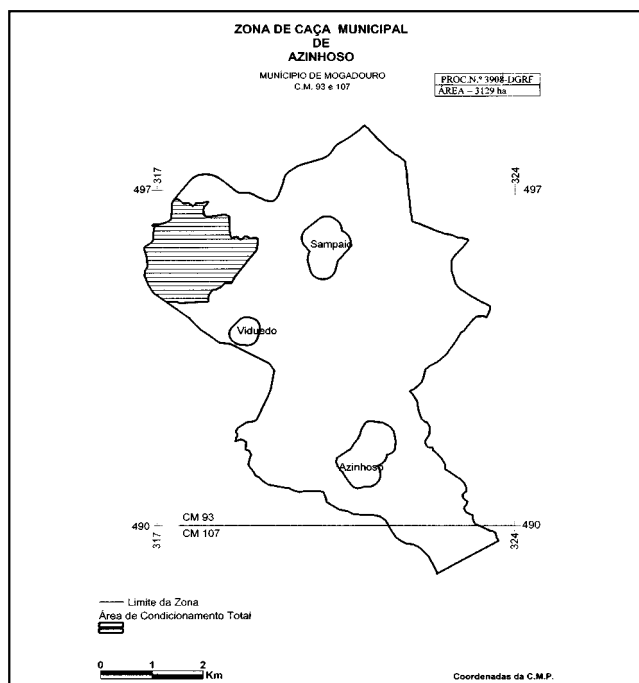 ZONA DE CAÇA MUNICIPAL
DE
AZINHOSO
MUNÍCIPIO DE MOGADOURO
C.M. 93 e 107
PROC.N.º 3908-DGRF
ÁREA – 3129 ha
317
497
324
497
Sampaio
Viduedo
Azinhoso
CM 93
490
490
CM 107
317
324
Limite da Zona
Área de Condicionamento Total
0 1 2
Km
Coordenadas da C.M.P.